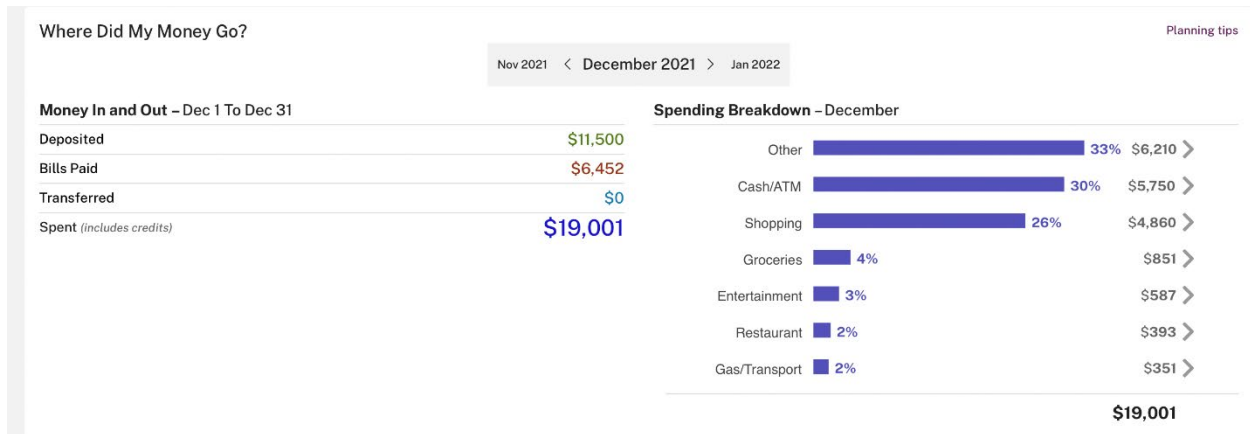 Where Did My Money Go?
Planning tips
Nov 2021 < December 2021 > Jan 2022
Money In and Out – Dec 1 To Dec 31
Deposited $11,500
Bills Paid $6,452
Transferred $0
Spent (includes credits) $19,001
Spending Breakdown – December
Other 33% $6,210
Cash/ATM 30% $5,750
Shopping 26% $4,860
Groceries 4% $851
Entertainment 3% $587
Restaurant 2% $393
Gas/Transport 2% $351
$19,001